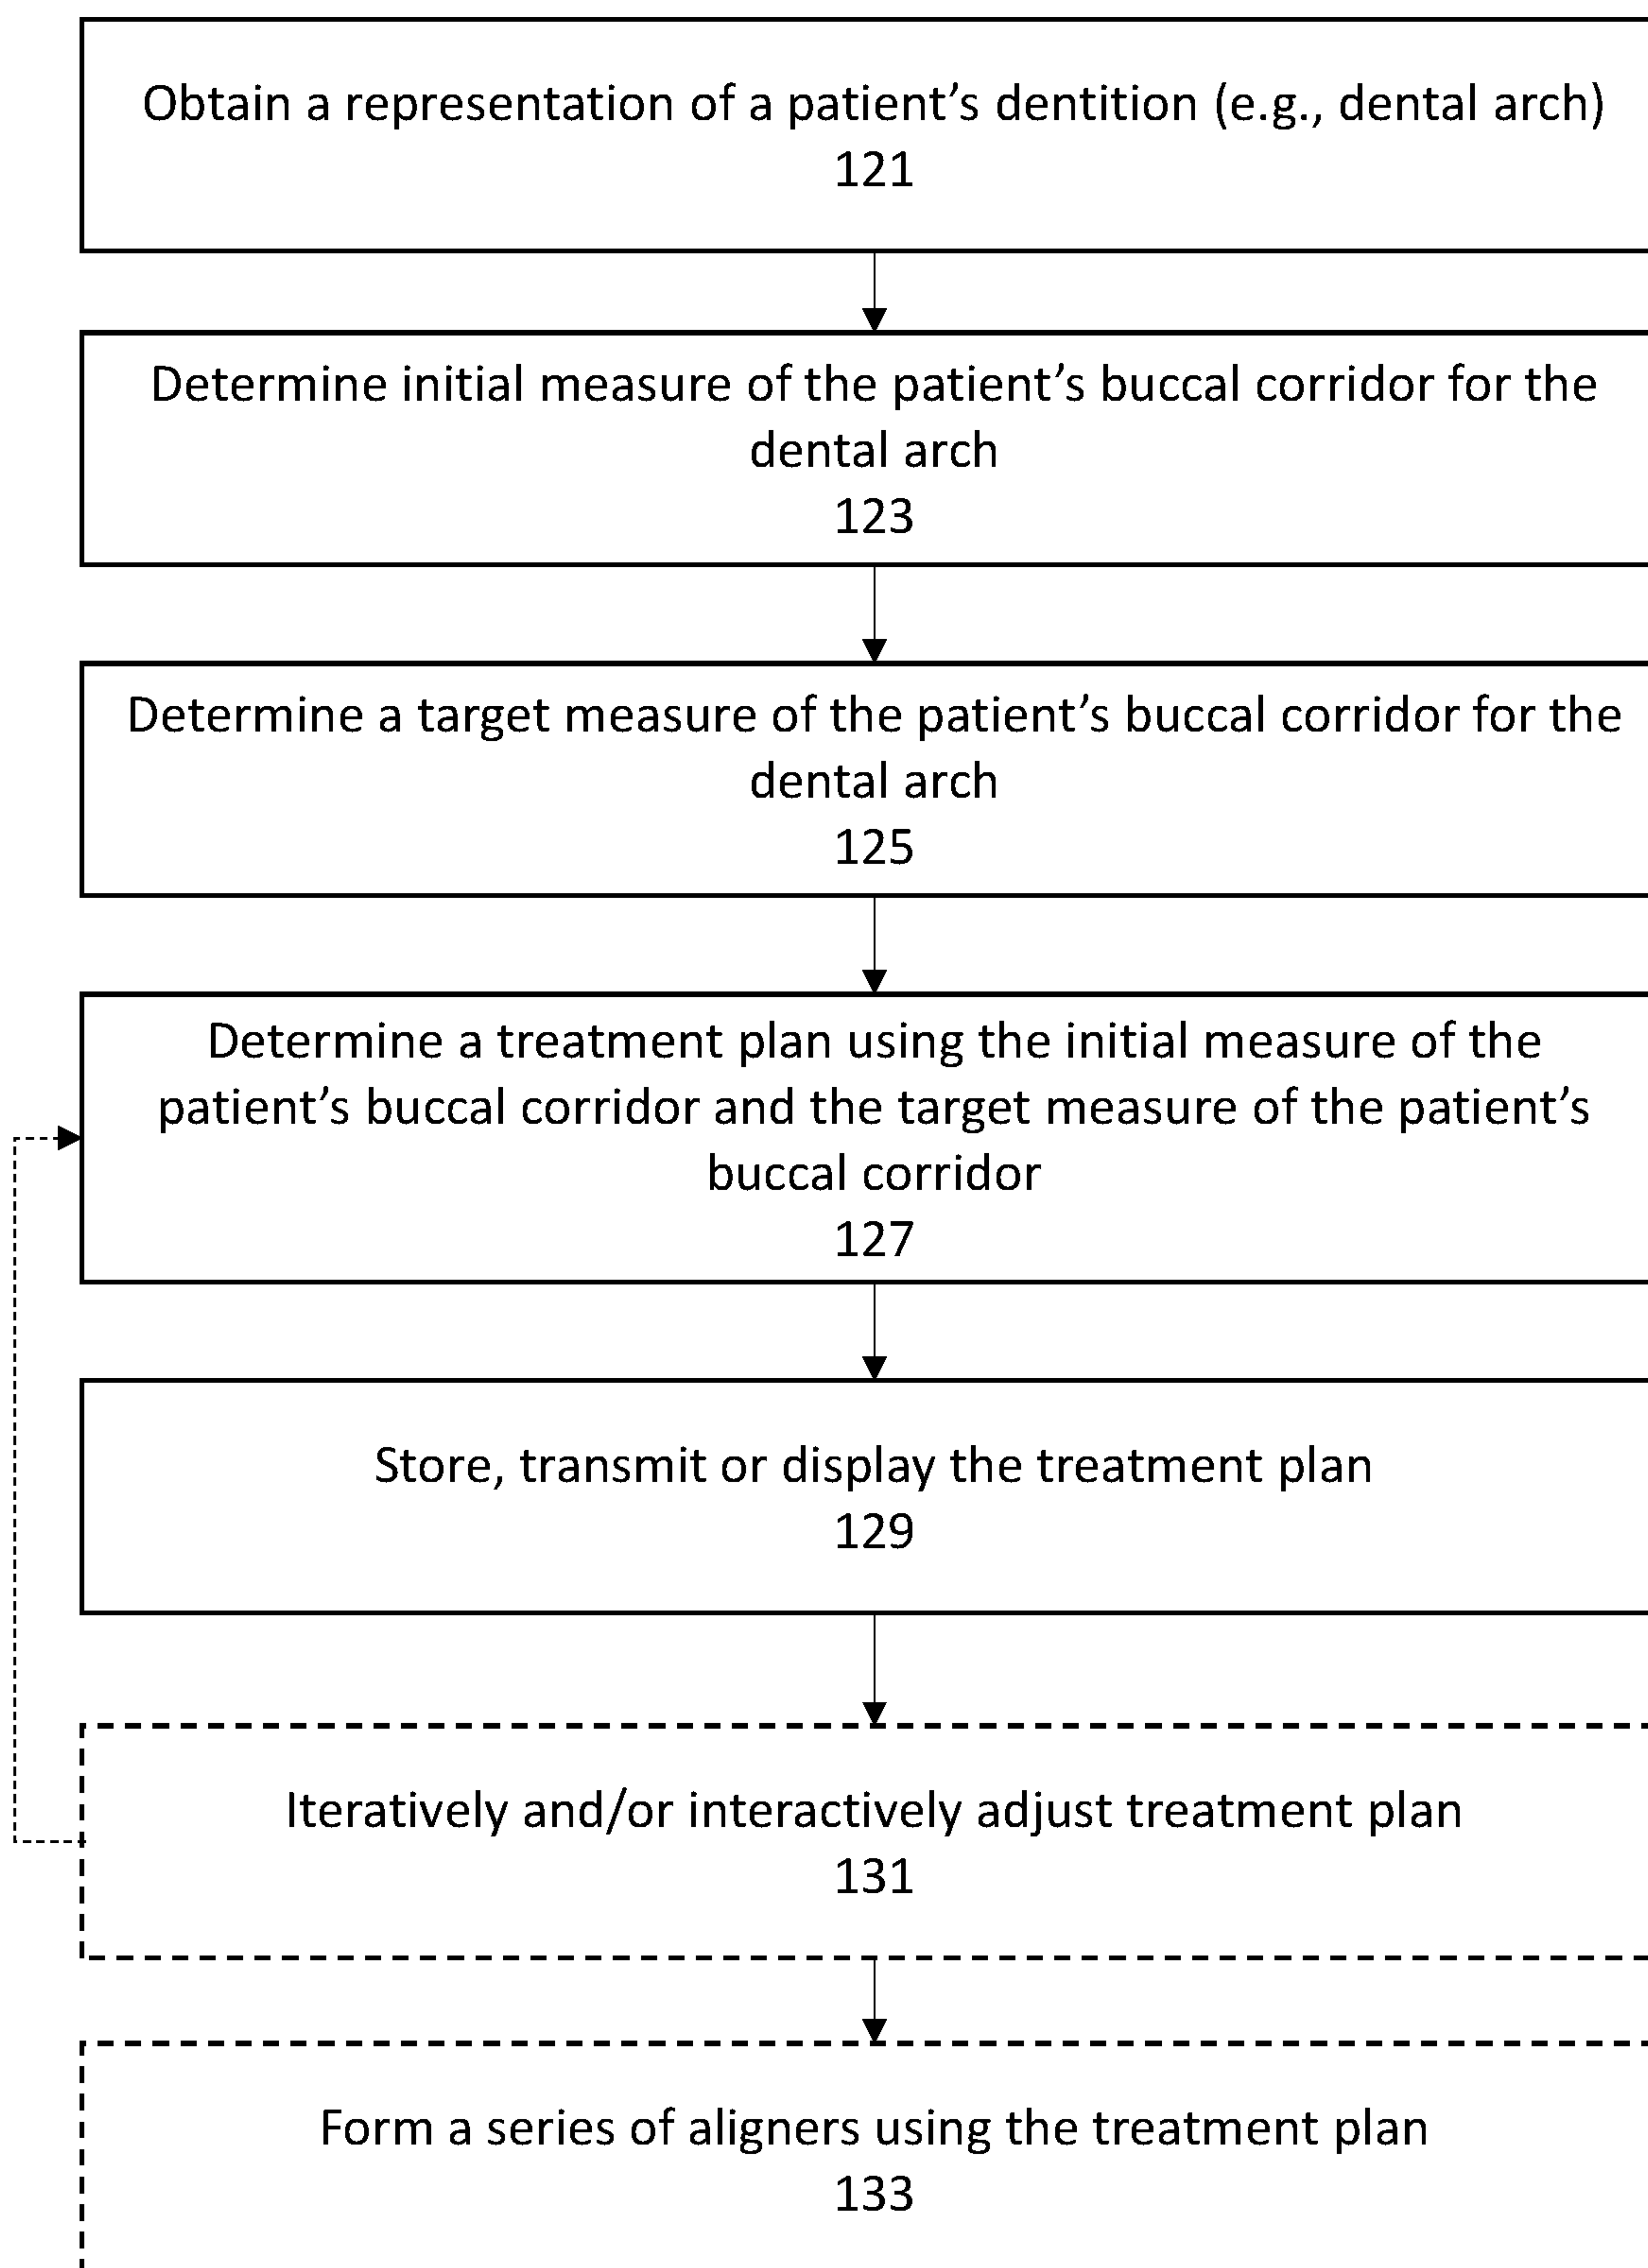 Obtain a representation of a patient’s dentition (e.g., dental arch)
121
Determine initial measure of the patient’s buccal corridor for the
dental arch
123
Determine a target measure of the patient’s buccal corridor for the
dental arch
125
Determine a treatment plan using the initial measure of the
patient’s buccal corridor and the target measure of the patient’s
buccal corridor
127
Store, transmit or display the treatment plan
129
Iteratively and/or interactively adjust treatment plan
131
Form a series of aligners using the treatment plan
133